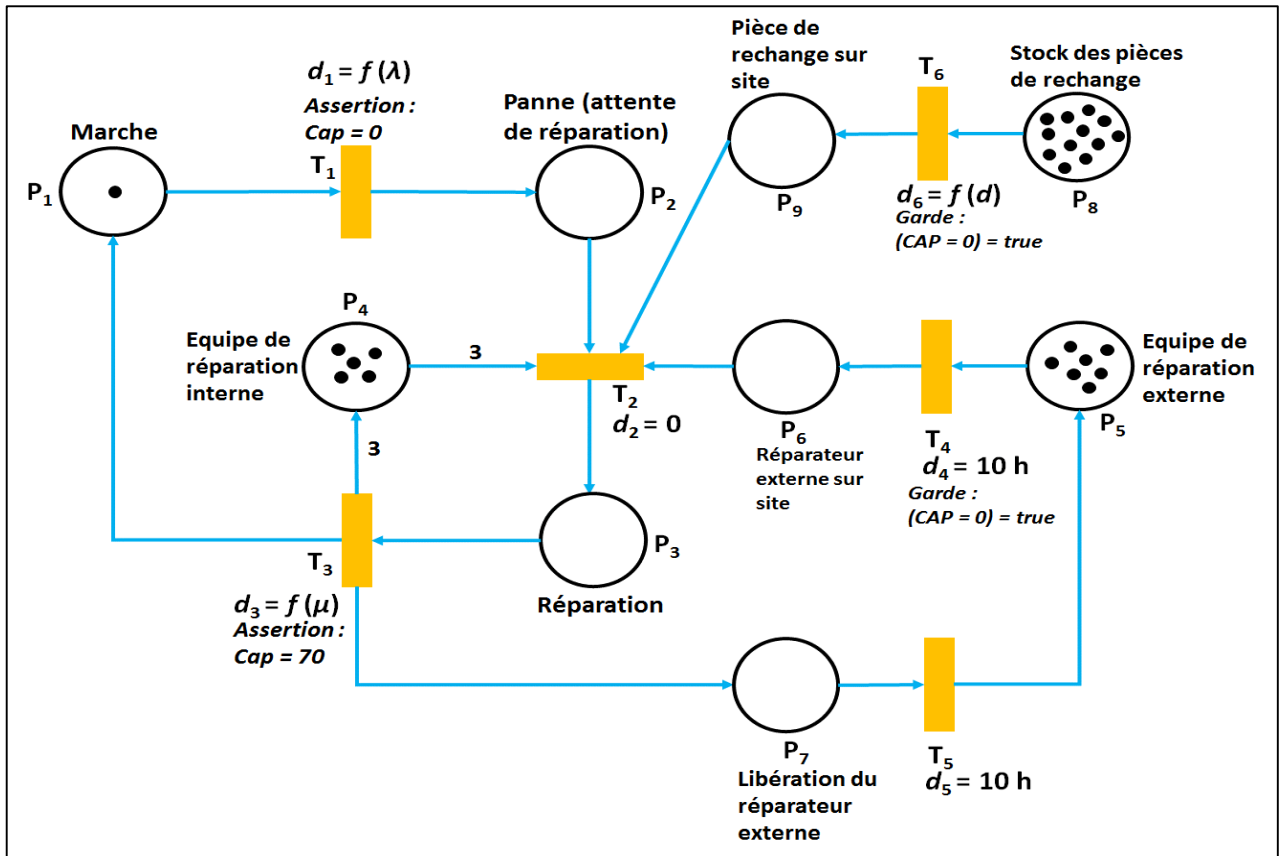 Marche
P1
d1 = f (λ)
Assertion :
Cap = 0
T1
Panne (attente
de réparation)
P2
Pièce de
rechange sur
site
P9
T6
d6 = f (d)
Garde :
(CAP = 0) = true
Stock des pièces
de rechange
P8
P4
Equipe de
réparation
interne
3
T2
d2 = 0
P6
Réparateur
externe sur
site
T4
d4 = 10 h
Garde :
(CAP = 0) = true
Equipe de
réparation
externe
P5
3
T3
d3 = f (μ)
Assertion :
Cap = 70
P3
Réparation
P7
Libération du
réparateur
externe
T5
d5 = 10 h